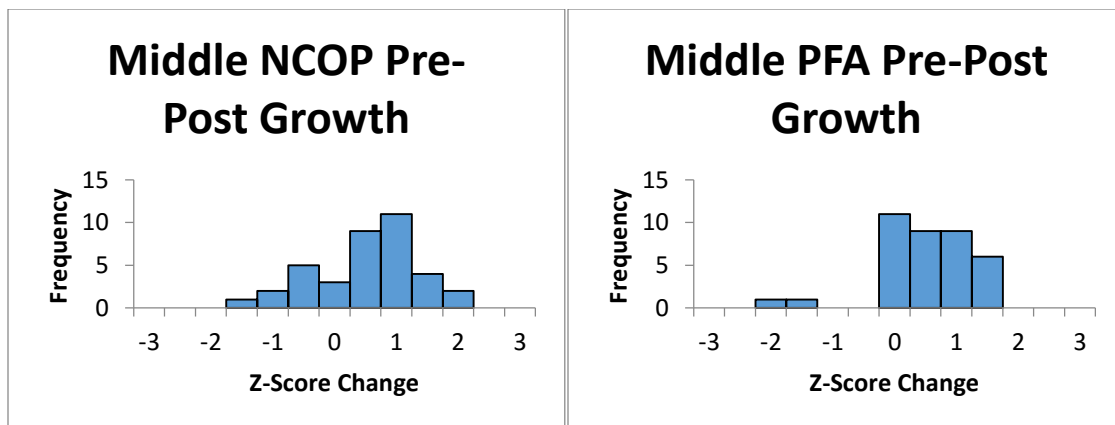 Middle NCOP Pre-
Post Growth
15
10
5
0
Frequency
-3 -2 -1 0 1 2 3
Z-Score Change
Middle PFA Pre-Post
Growth
15
10
5
0
Frequency
-3 -2 -1 0 1 2 3
Z-Score Change